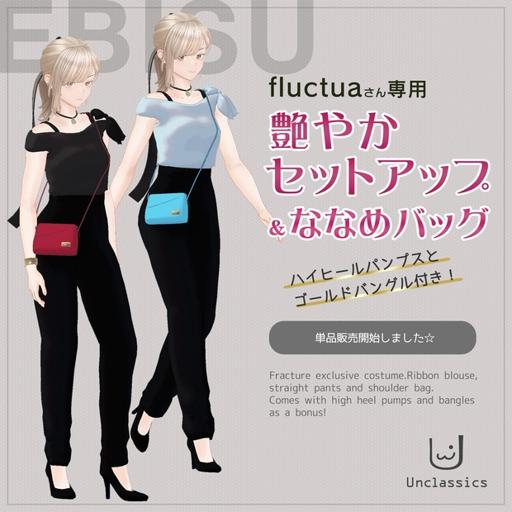 EBISU
fluctuaさん専用
艶やか
セットアップ
&ななめバッグ
ハイヒールパンプスと
ゴールドバングル付き!
単品販売開始しました☆
Fracture exclusive costume.Ribbon blouse,
straight pants and shoulder bag.
Comes with high heel pumps and bangles
as a bonus!
Unclassics